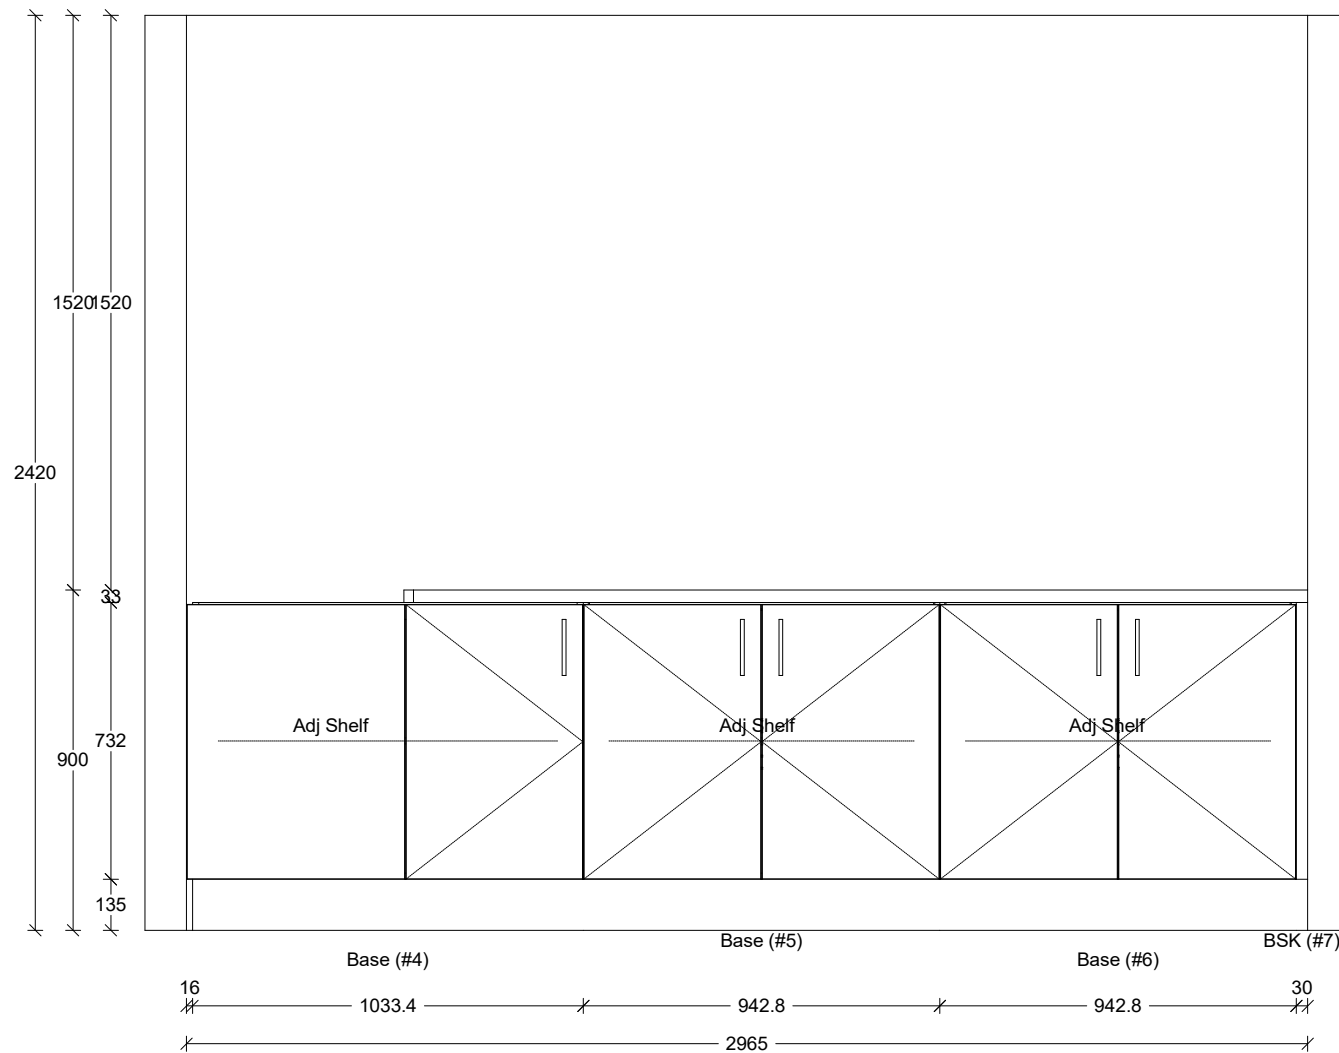 1520
1520
2420
33
Adj Shelf
Adj Shelf
Adj Shelf
732
900
135
Base (#5)
BSK (#7)
Base (#4)
Base (#6)
16
30
1033.4
942.8
942.8
2965